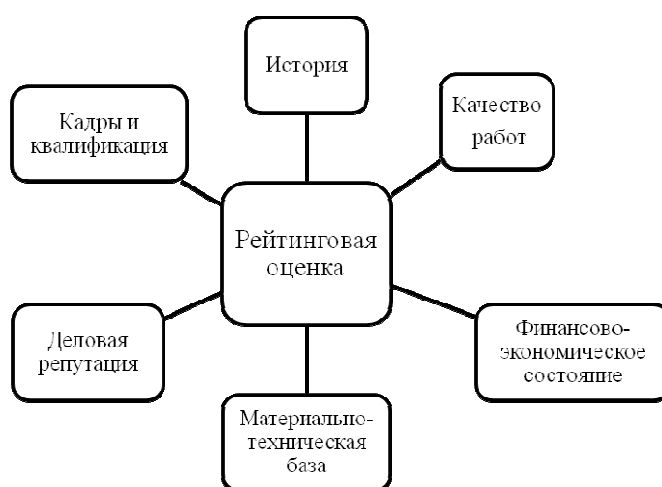 История
Качество
работ
Кадры и
квалификация
Рейтинговая
оценка
Деловая
репутация
Финансово-
экономическое
состояние
Материально-
техническая
база